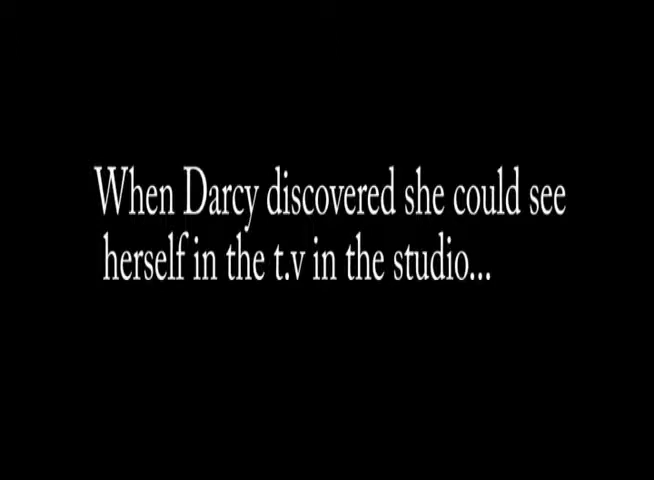 When Darcy discovered she could see
herself in the t.v in the studio...